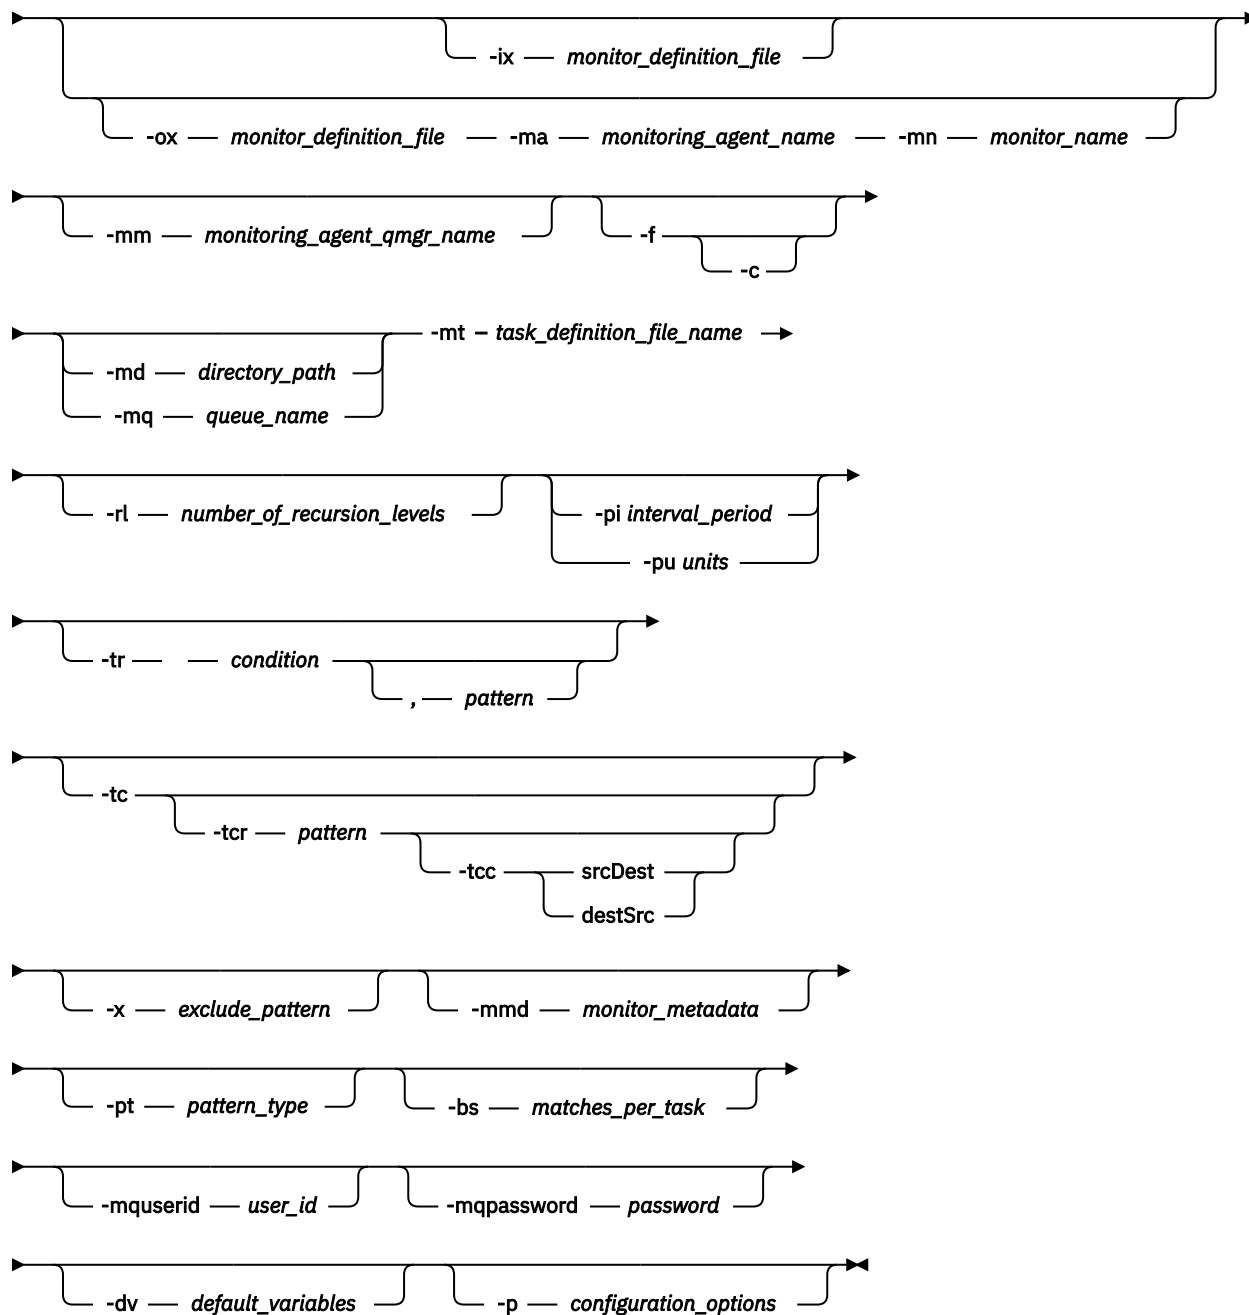 -ix monitor_definition_file
-ox monitor_definition_file -ma monitoring_agent_name -mn monitor_name
-mm monitoring_agent_qmgr_name -f
-c
-mt task_definition_file_name
-md directory_path
-mq queue_name
-rl number_of_recursion_levels -pi interval_period
-pu units
-tr condition
, pattern
-tc
-tcr pattern
-tcc srcDest
destSrc
-x exclude_pattern -mmd monitor_metadata
-pt pattern_type -bs matches_per_task
-mquserid user_id -mqpassword password
-dv default_variables -p configuration_options